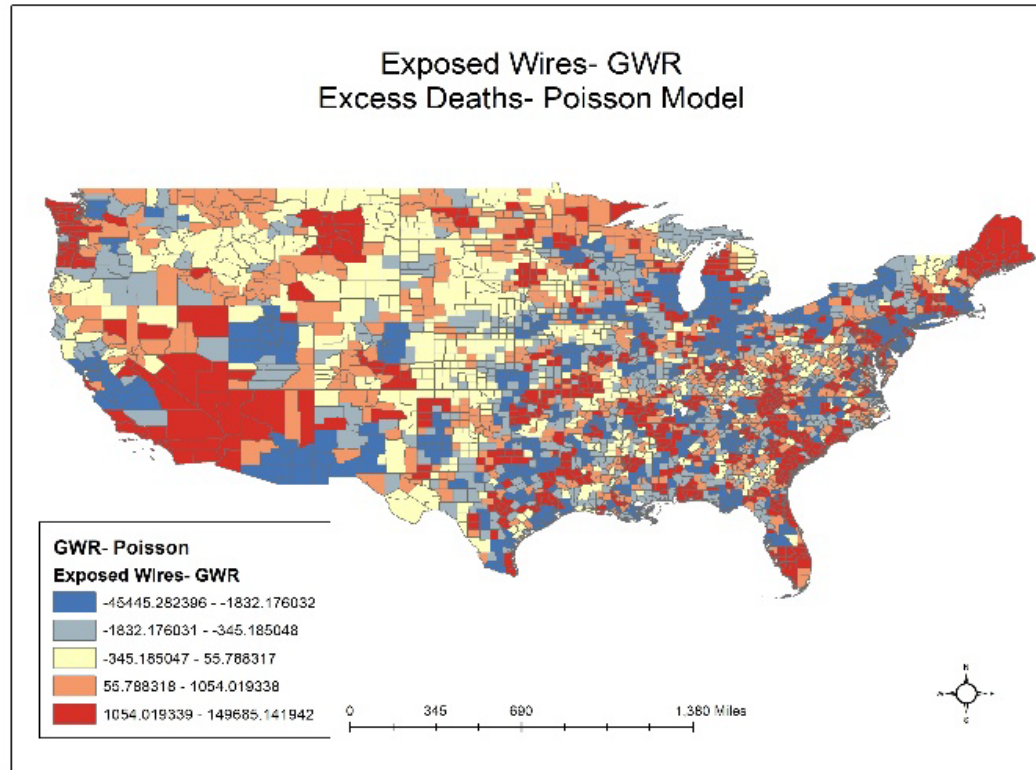 Exposed Wires- GWR
Excess Deaths- Poisson Model
GWR- Poisson
Exposed Wires- GWR
-45445.282396 - -1832.176032
-1832.176031 - -345.185048
-345.185047 - 55.788317
55.788318 - 1054.019338
1054.019339 - 149685.141942
0 345 690 1,380 Miles
N